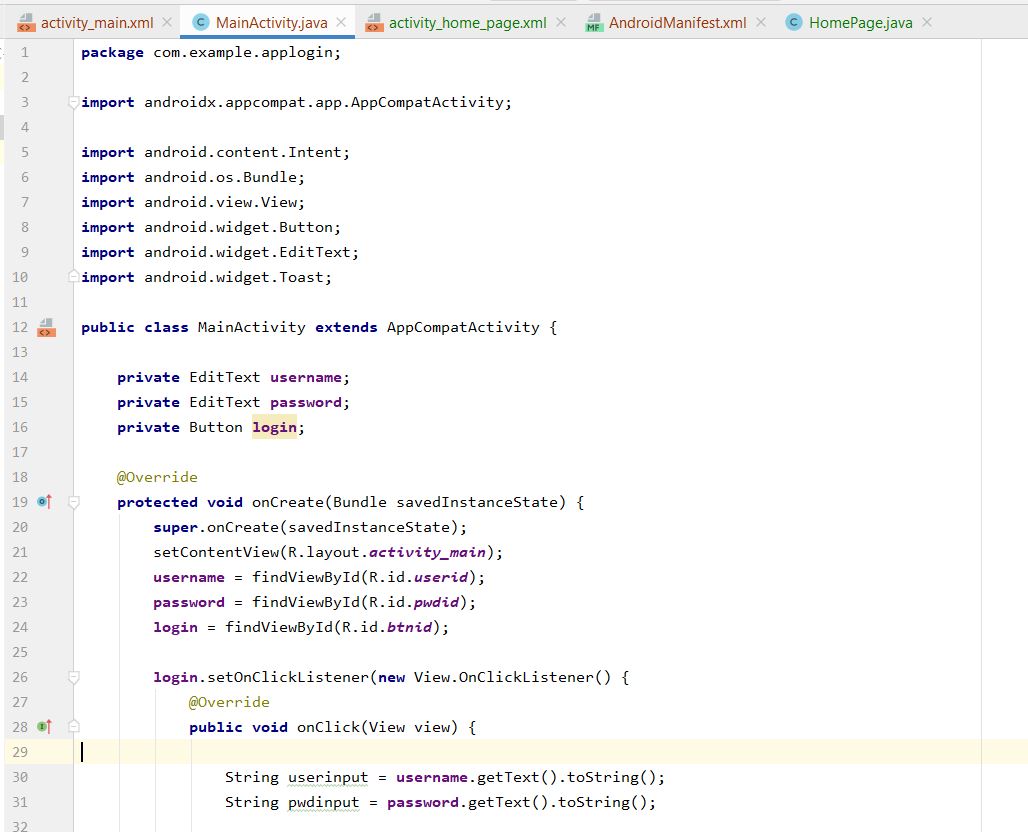 activity_main.xml MainActivity.java activity_home_page.xml AndroidManifest.xml HomePage.java
1 package com.example.applogin;
2
3 import androidx.appcompat.app.AppCompatActivity;
4
5 import android.content.Intent;
6 import android.os.Bundle;
7 import android.view.View;
8 import android.widget.Button;
9 import android.widget.EditText;
10 import android.widget.Toast;
11
12 public class MainActivity extends AppCompatActivity {
13
14 private EditText username;
15 private EditText password;
16 private Button login;
17
18 @Override
19 protected void onCreate(Bundle savedInstanceState) {
20 super.onCreate(savedInstanceState);
21 setContentView(R.layout.activity_main);
22 username = findViewById(R.id.userid);
23 password = findViewById(R.id.pwdid);
24 login = findViewById(R.id.btnid);
25
26 login.setOnClickListener(new View.OnClickListener() {
27 @Override
28 public void onClick(View view) {
29
30 String userinput = username.getText().toString();
31 String pwdinput = password.getText().toString();
32